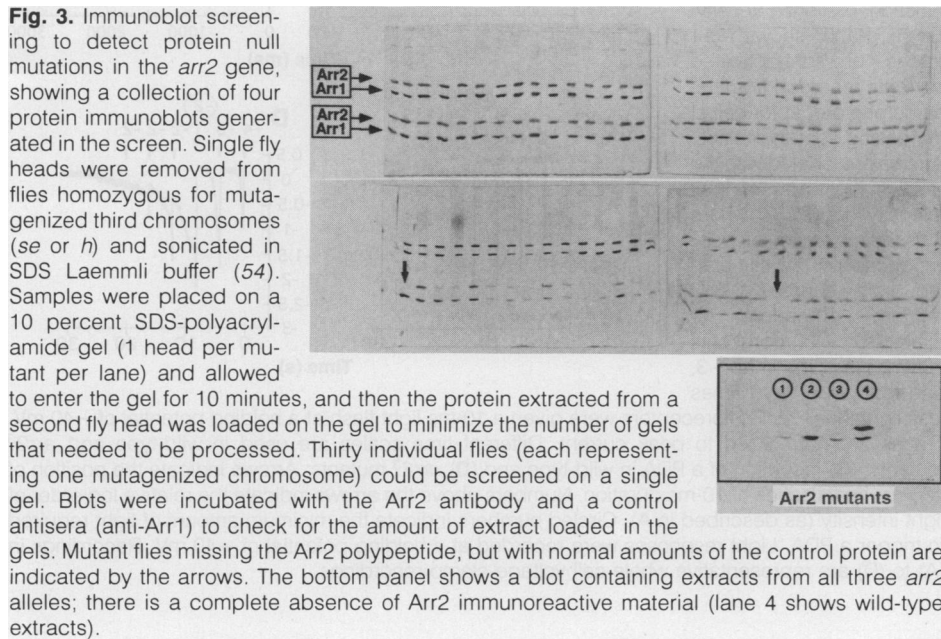 Fig. 3. Immunoblot screen-
ing to detect protein null
mutations in the arr2 gene,
showing a collection of four
protein immunoblots gener-
ated in the screen. Single fly
heads were removed from
flies homozygous for muta-
genized third chromosomes
(se or h) and sonicated in
SDS Laemmli buffer (54).
Samples were placed on a
10 percent SDS-polyacryl-
amide gel (1 head per mu-
tant per lane) and allowed
to enter the gel for 10 minutes, and then the protein extracted from a
second fly head was loaded on the gel to minimize the number of gels
that needed to be processed. Thirty individual flies (each represent-
ing one mutagenized chromosome) could be screened on a single
gel. Blots were incubated with the Arr2 antibody and a control
antisera (anti-Arr1) to check for the amount of extract loaded in the
gels. Mutant flies missing the Arr2 polypeptide, but with normal amounts of the control protein are
indicated by the arrows. The bottom panel shows a blot containing extracts from all three arr2
alleles; there is a complete absence of Arr2 immunoreactive material (lane 4 shows wild-type
extracts).
Arr2
Arr1
Arr2
Arr1
1 2 3 4
Arr2 mutants